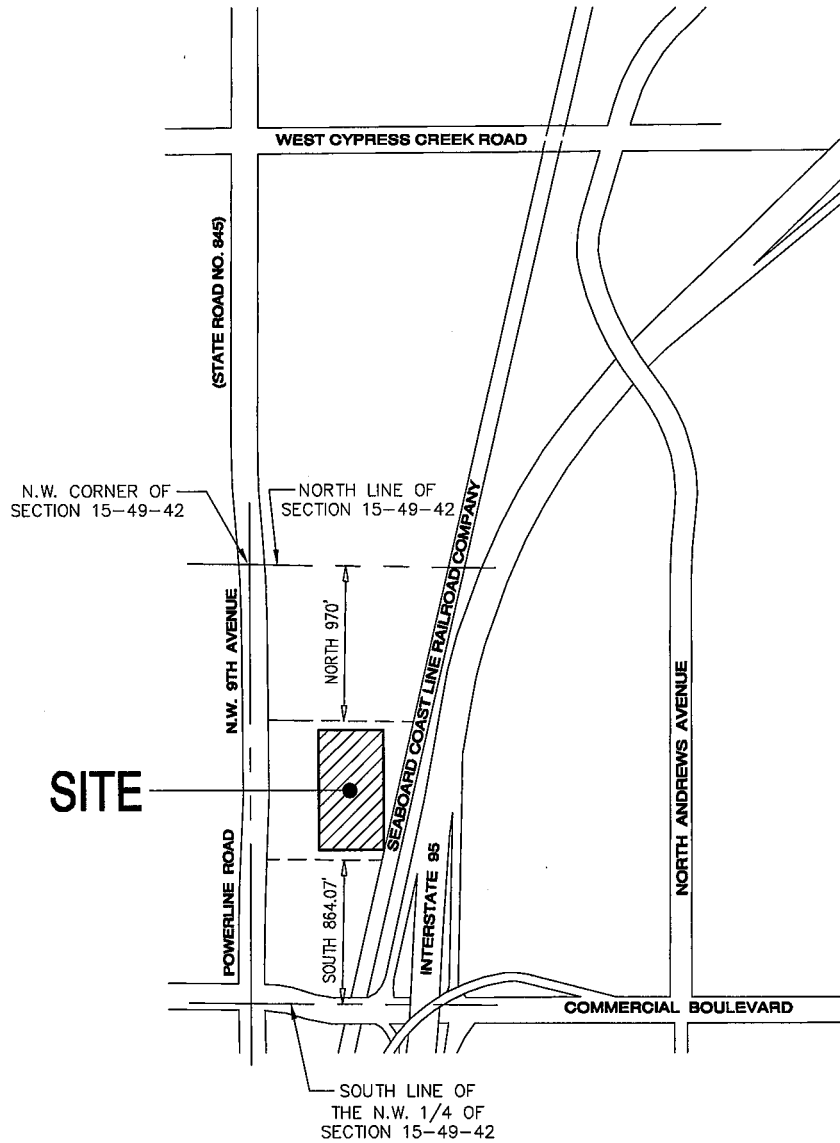 WEST CYPRESS CREEK ROAD
(STATE ROAD NO. 845)
N.W. CORNER OF
SECTION 15-49-42
NORTH LINE OF
SECTION 15-49-42
SEABOARD COAST LINE RAILROAD COMPANY
NORTH 970'
N.W. 9TH AVENUE
SITE
NORTH ANDREWS AVENUE
POWERLINE ROAD
SOUTH 864.07'
INTERSTATE 95
COMMERCIAL BOULEVARD
SOUTH LINE OF
THE N.W. 1/4 OF
SECTION 15-49-42